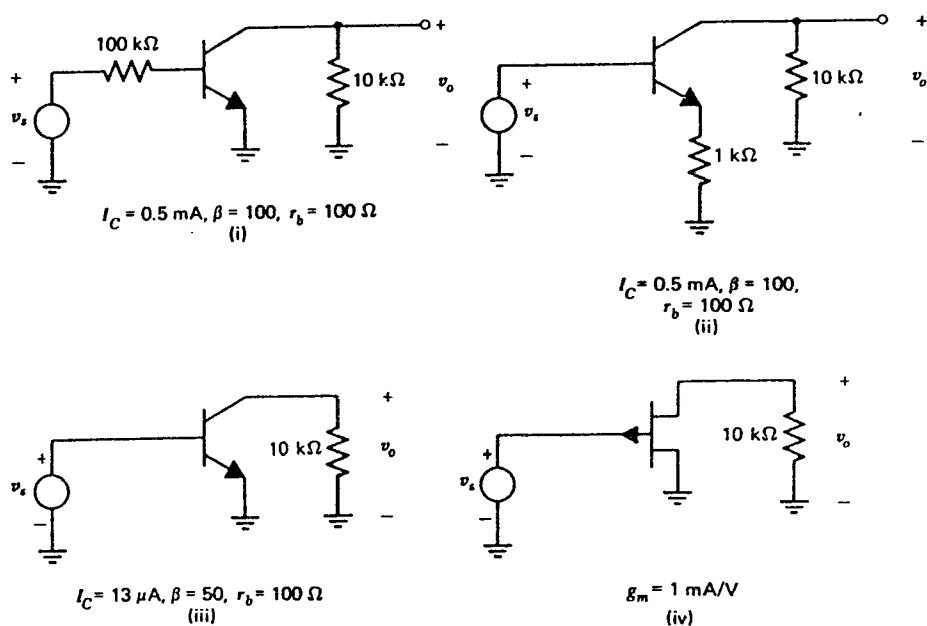 +
100 kΩ
+
10 kΩ
v_o
v_s
−
−
I_C = 0.5 mA, β = 100, r_b = 100 Ω
(i)
+
+
10 kΩ
v_o
v_s
−
−
1 kΩ
I_C = 0.5 mA, β = 100,
r_b = 100 Ω
(ii)
+
+
10 kΩ
v_o
v_s
−
−
I_C = 13 μA, β = 50, r_b = 100 Ω
(iii)
+
+
10 kΩ
v_o
v_s
−
−
g_m = 1 mA/V
(iv)